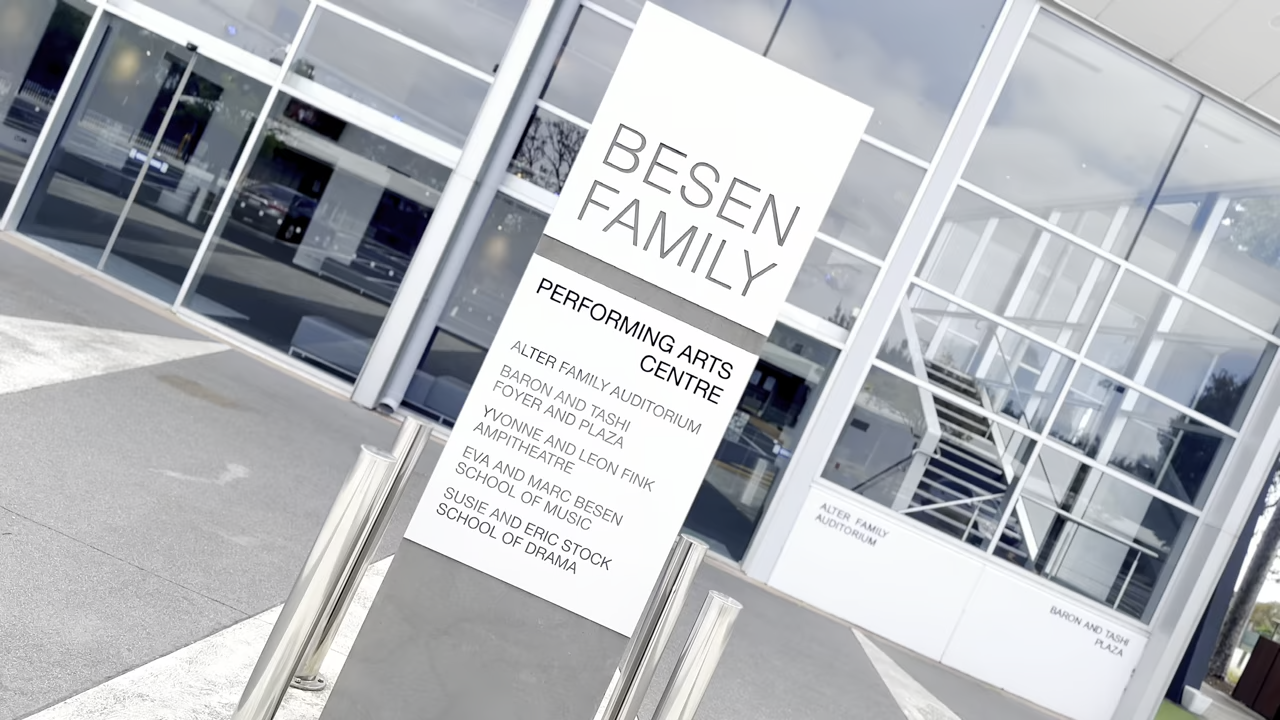 BESEN
FAMILY
PERFORMING ARTS
CENTRE
ALTER FAMILY AUDITORIUM
BARON AND TASHI
FOYER AND PLAZA
YVONNE AND LEON FINK
AMPITHEATRE
EVA AND MARC BESEN
SCHOOL OF MUSIC
SUSIE AND ERIC STOCK
SCHOOL OF DRAMA
ALTER FAMILY
AUDITORIUM
BARON AND TASHI
PLAZA